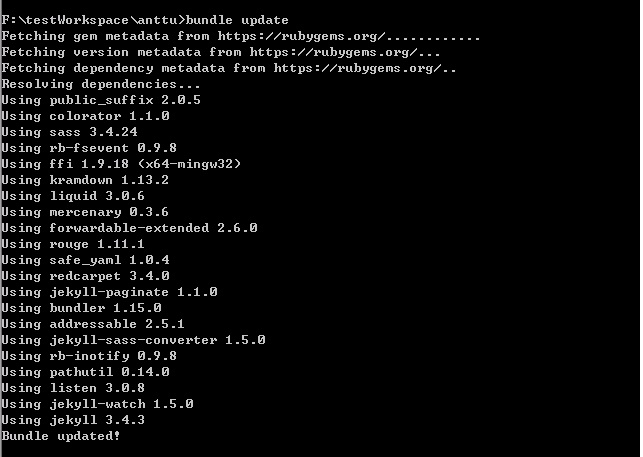 F:\testWorkspace\anttu>bundle update
Fetching gem metadata from https://rubygems.org/............
Fetching version metadata from https://rubygems.org/...
Fetching dependency metadata from https://rubygems.org/..
Resolving dependencies...
Using public_suffix 2.0.5
Using colorator 1.1.0
Using sass 3.4.24
Using rb-fsevent 0.9.8
Using ffi 1.9.18 (x64-mingw32)
Using kramdown 1.13.2
Using liquid 3.0.6
Using mercenary 0.3.6
Using forwardable-extended 2.6.0
Using rouge 1.11.1
Using safe_yaml 1.0.4
Using redcarpet 3.4.0
Using jekyll-paginate 1.1.0
Using bundler 1.15.0
Using addressable 2.5.1
Using jekyll-sass-converter 1.5.0
Using rb-inotify 0.9.8
Using pathutil 0.14.0
Using listen 3.0.8
Using jekyll-watch 1.5.0
Using jekyll 3.4.3
Bundle updated!